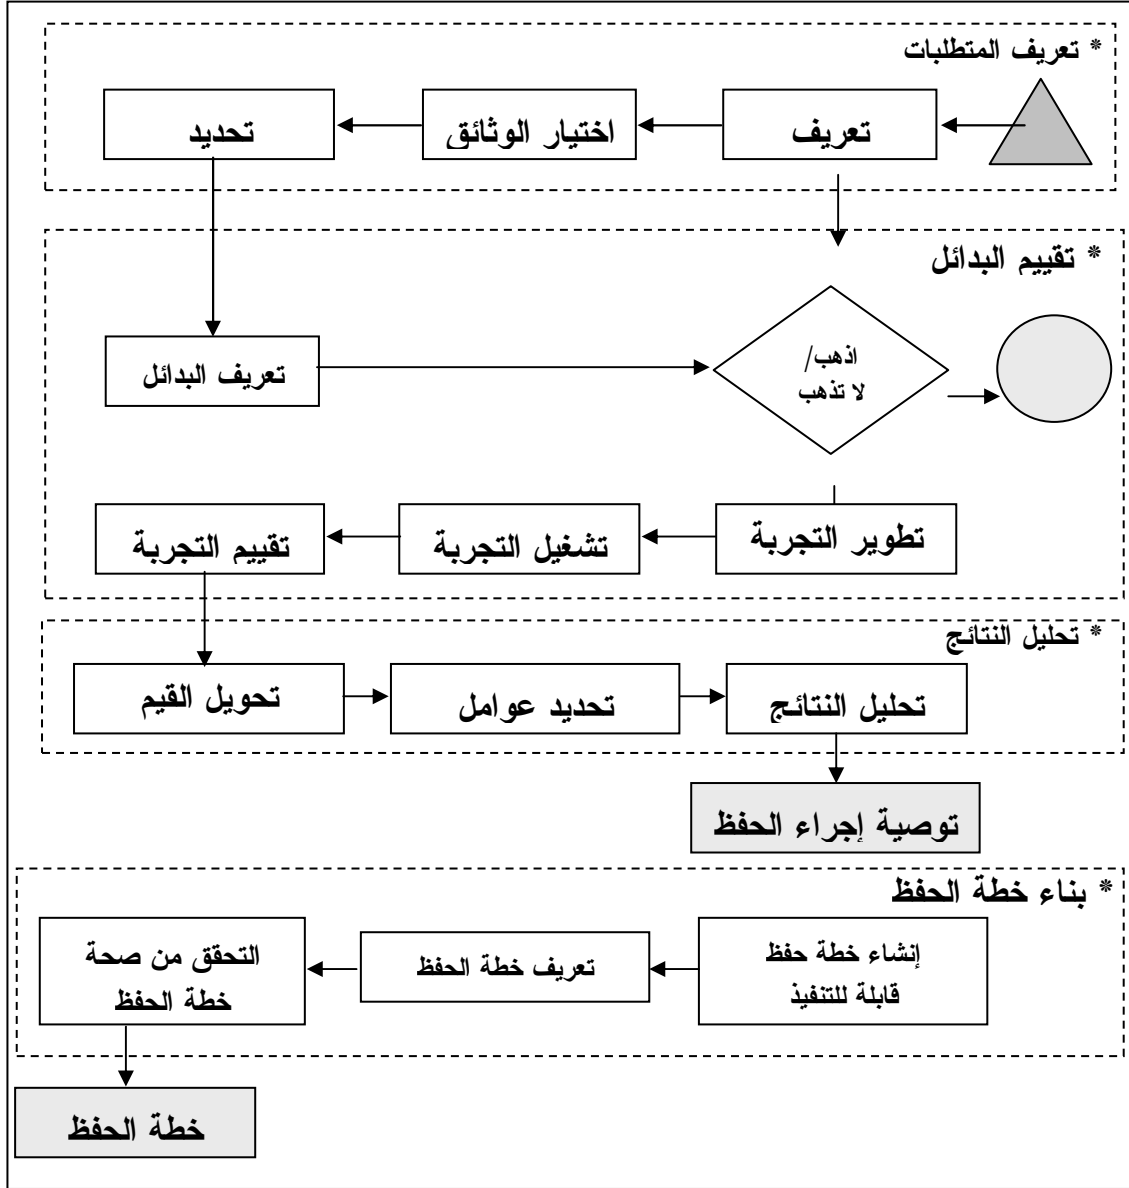 * تعريف المتطلبات
تعريف
اختيار الوثائق
تحديد
* تقييم البدائل
تعريف البدائل
اذهب/
لا تذهب
تطوير التجربة
تشغيل التجربة
تقييم التجربة
* تحليل النتائج
تحويل القيم
تحديد عوامل
تحليل النتائج
توصية إجراء الحفظ
* بناء خطة الحفظ
إنشاء خطة حفظ
قابلة للتنفيذ
تعريف خطة الحفظ
التحقق من صحة
خطة الحفظ
خطة الحفظ